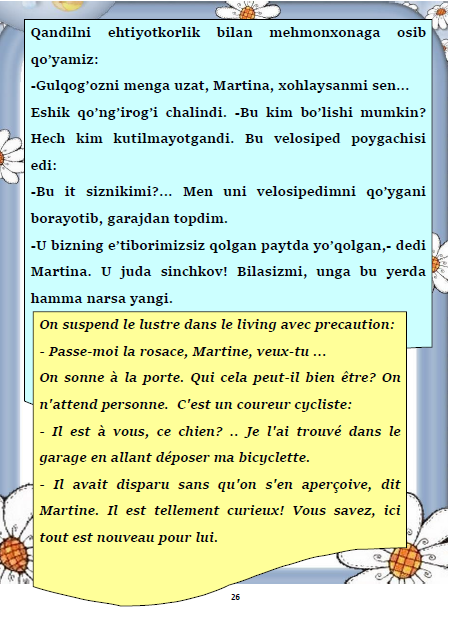 Qandilni ehtiyotkorlik bilan mehmonxonaga osib
qo’yamiz:
-Gulqog’ozni menga uzat, Martina, xohlaysanmi sen...
Eshik qo’ng’irog’i chalindi. -Bu kim bo’lishi mumkin?
Hech kim kutilmayotgandi. Bu velosiped poygachisi
edi:
-Bu it siznikimi?... Men uni velosipedimni qo’ygani
borayotib, garajdan topdim.
-U bizning e’tiborimizsiz qolgan paytda yo’qolgan,- dedi
Martina. U juda sinchkov! Bilasizmi, unga bu yerda
hamma narsa yangi.
On suspend le lustre dans le living avec precaution:
- Passe-moi la rosace, Martine, veux-tu ...
On sonne à la porte. Qui cela peut-il bien être? On
n'attend personne. C'est un coureur cycliste:
- Il est à vous, ce chien? .. Je l'ai trouvé dans le
garage en allant déposer ma bicyclette.
- Il avait disparu sans qu'on s'en aperçoive, dit
Martine. Il est tellement curieux! Vous savez, ici
tout est nouveau pour lui.
26